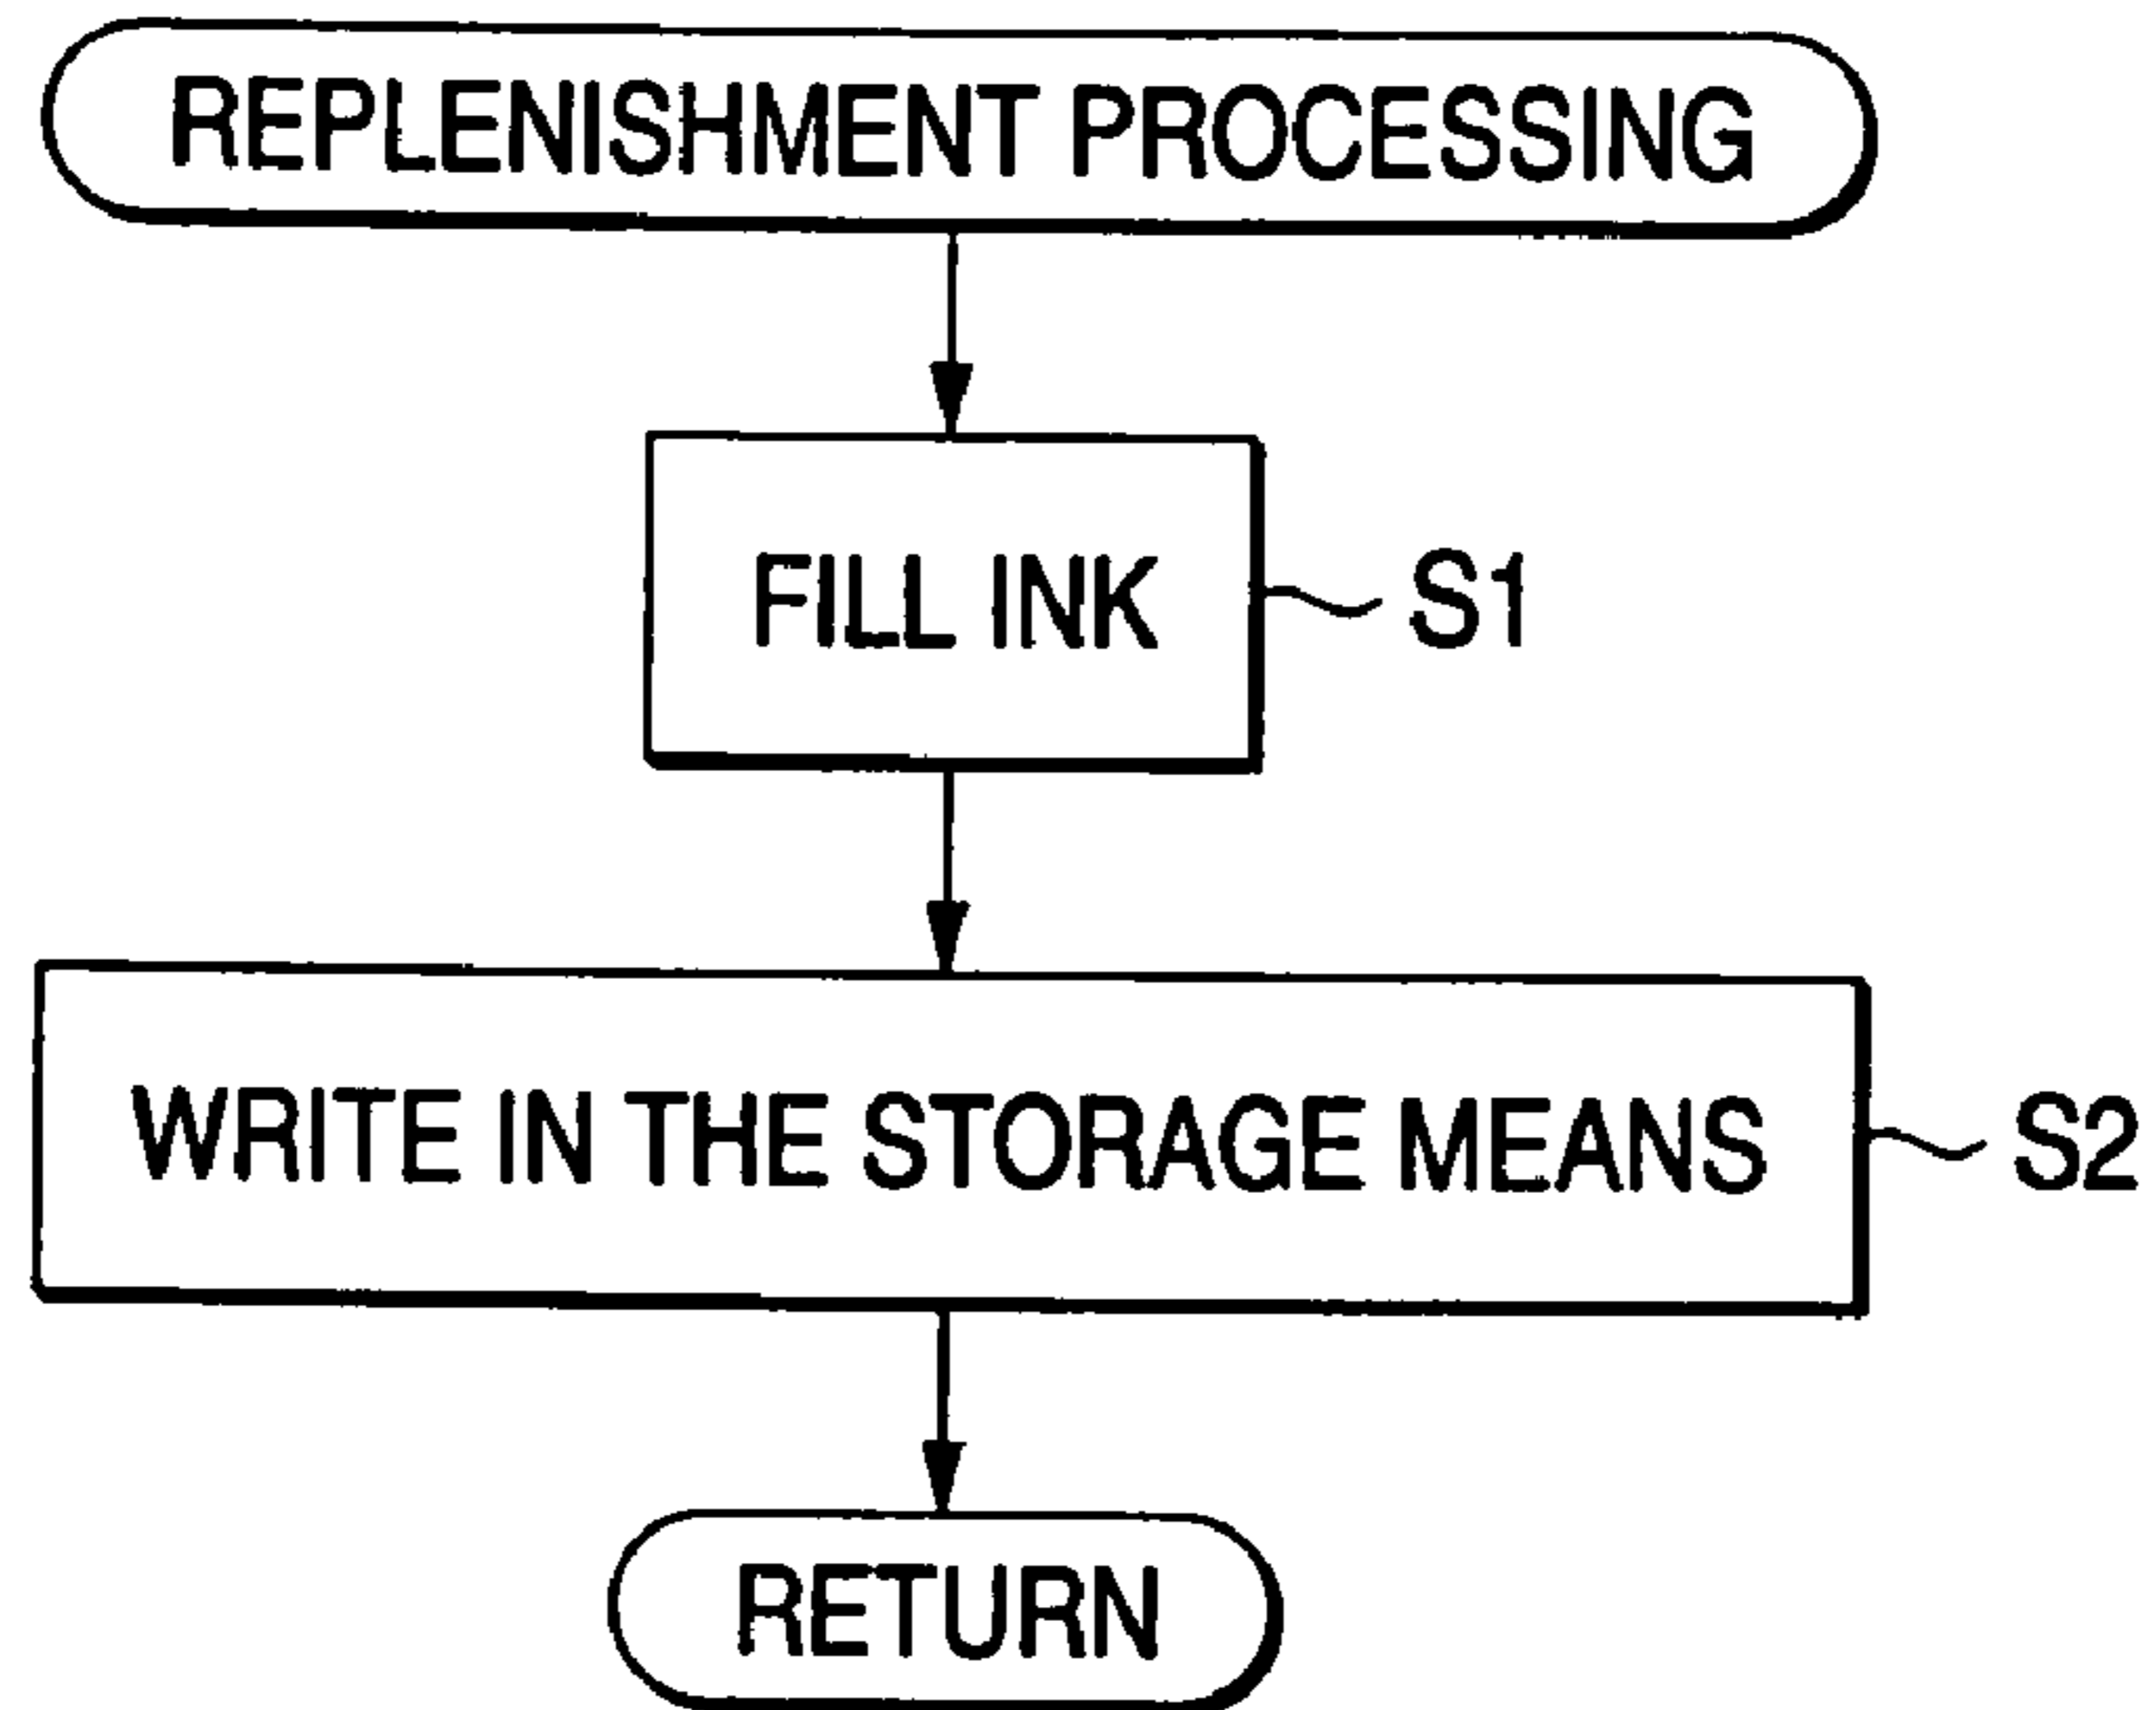 REPLENISHMENT PROCESSING
FILL INK
S1
WRITE IN THE STORAGE MEANS
S2
RETURN